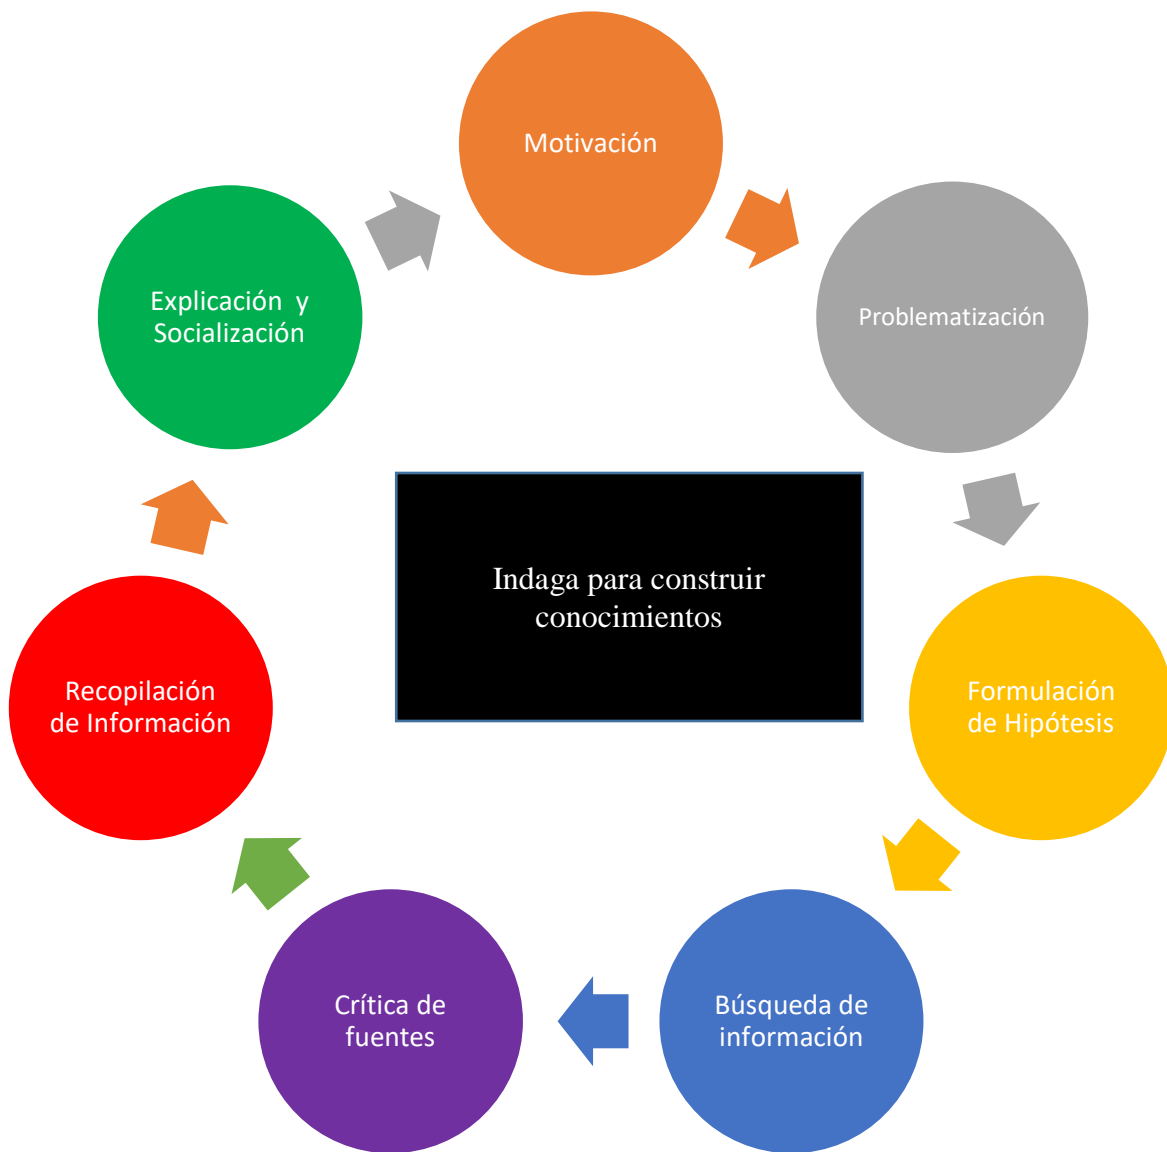 Motivación
Problematización
Formulación
de Hipótesis
Búsqueda de
información
Crítica de
fuentes
Recopilación
de Información
Explicación y
Socialización
Indaga para construir
conocimientos